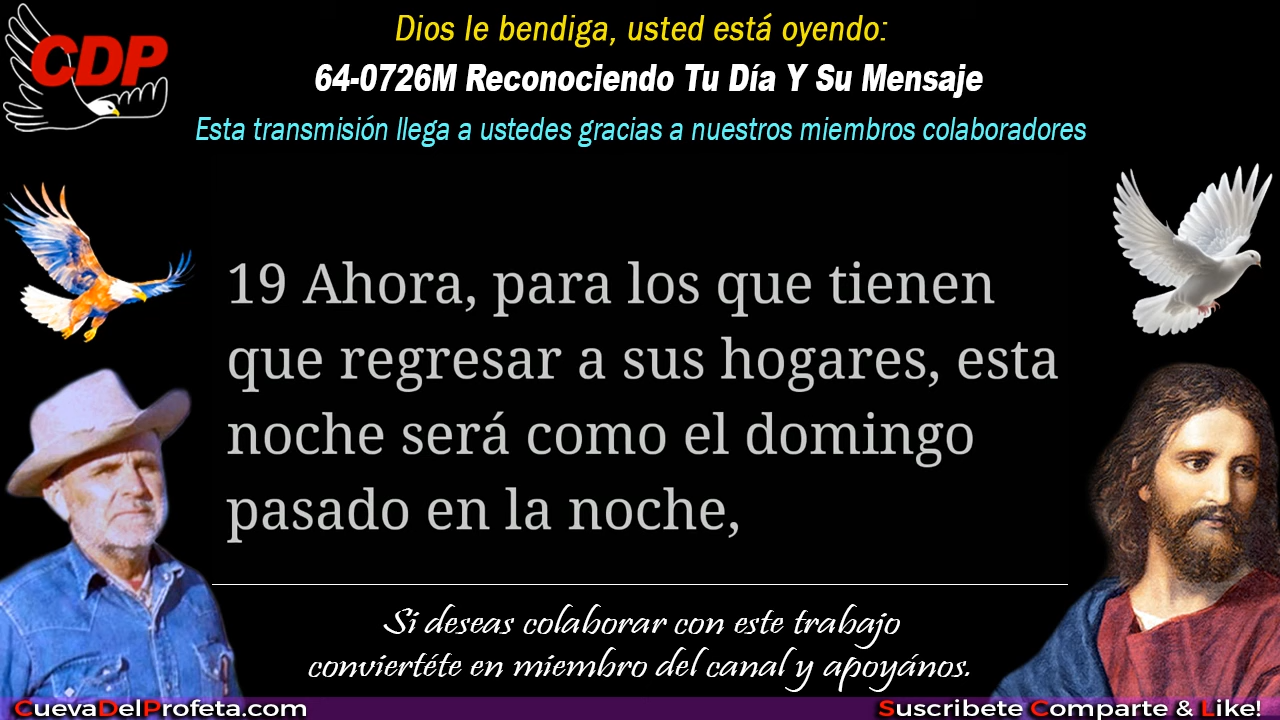 CDP
Dios le bendiga, usted está oyendo:
64-0726M Reconociendo Tu Día Y Su Mensaje
Esta transmisión llega a ustedes gracias a nuestros miembros colaboradores
19 Ahora, para los que tienen
que regresar a sus hogares, esta
noche será como el domingo
pasado en la noche,
Si deseas colaborar con este trabajo
conviertéte en miembro del canal y apoyános.
CuevaDelProfeta.com
Suscribete Comparte & Like!